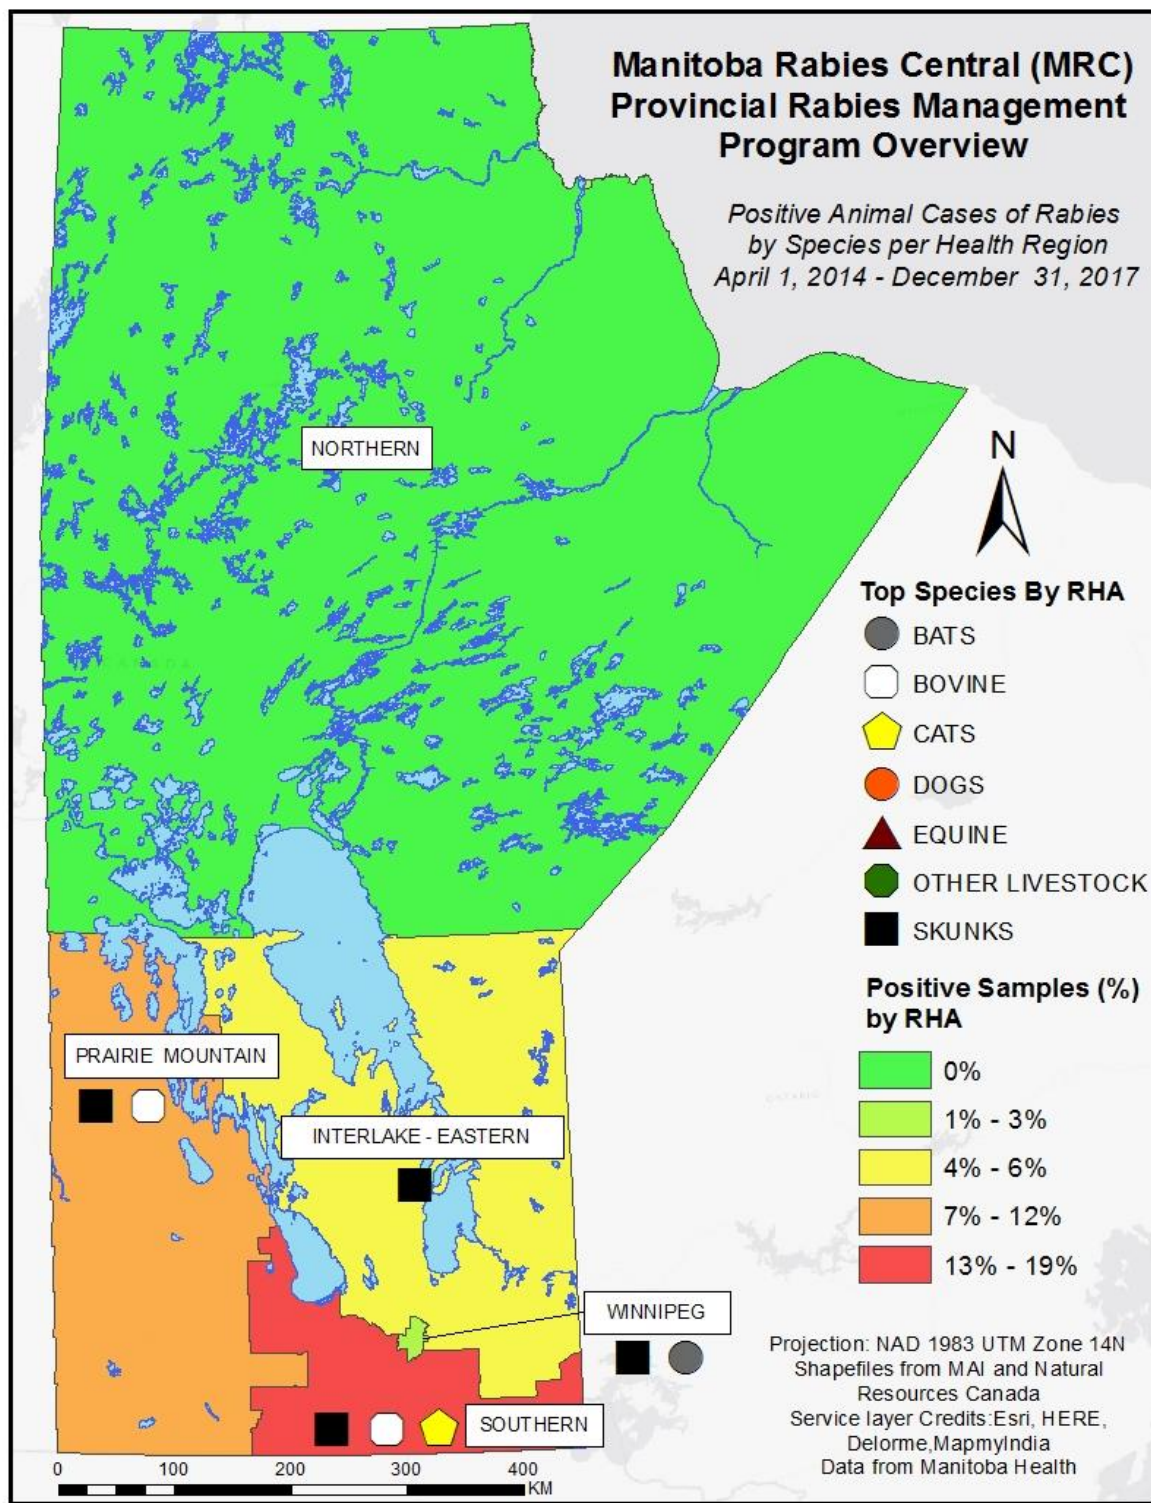 Manitoba Rabies Central (MRC)
Provincial Rabies Management
Program Overview
Positive Animal Cases of Rabies
by Species per Health Region
April 1, 2014 - December 31, 2017
NORTHERN
N
CANADA
Top Species By RHA
BATS
BOVINE
CATS
DOGS
EQUINE
OTHER LIVESTOCK
SKUNKS
Positive Samples (%)
by RHA
0%
1% - 3%
4% - 6%
7% - 12%
13% - 19%
PRAIRIE MOUNTAIN
ONTARIO
INTERLAKE - EASTERN
WINNIPEG
SOUTHERN
Projection: NAD 1983 UTM Zone 14N
Shapefiles from MAI and Natural
Resources Canada
Service layer Credits:Esri, HERE,
Delorme,MapmyIndia
Data from Manitoba Health
0 100 200 300 400
KM